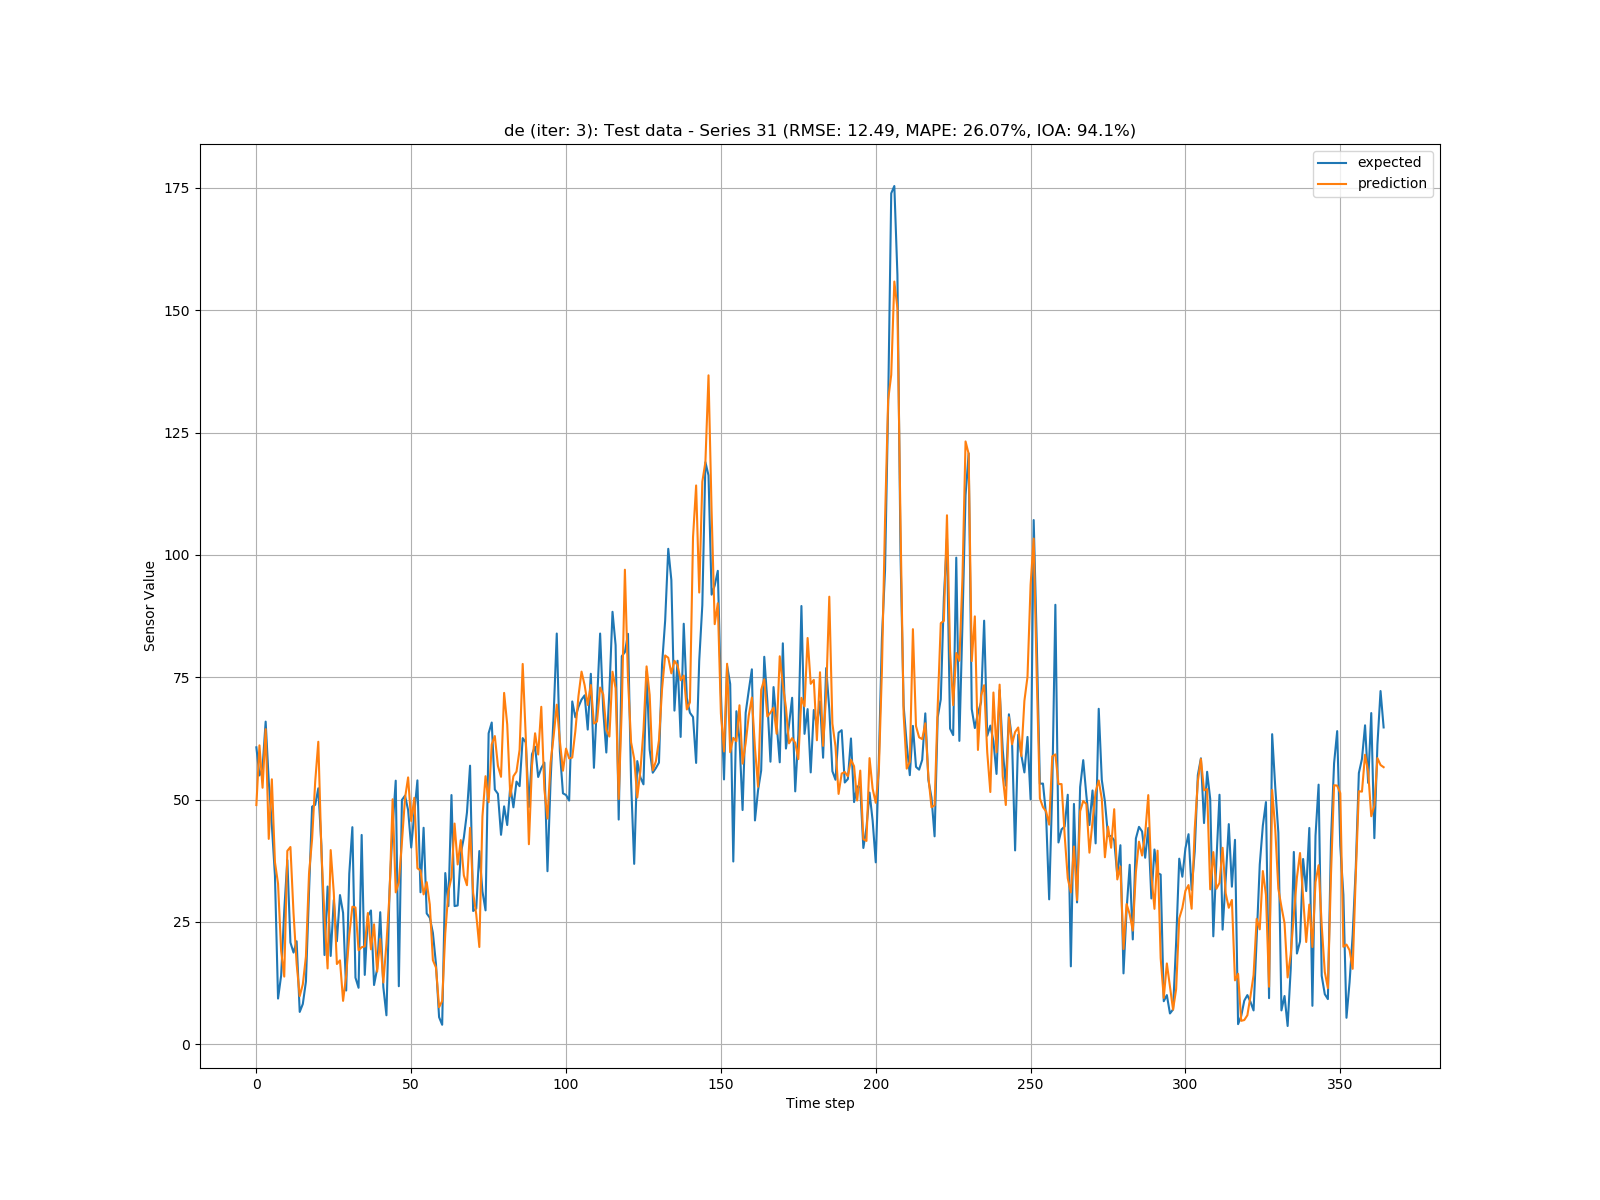 de (iter: 3): Test data - Series 31 (RMSE: 12.49, MAPE: 26.07%, IOA: 94.1%)
expected
prediction
175
150
125
100
75
50
25
0
Sensor Value
0 50 100 150 200 250 300 350
Time step